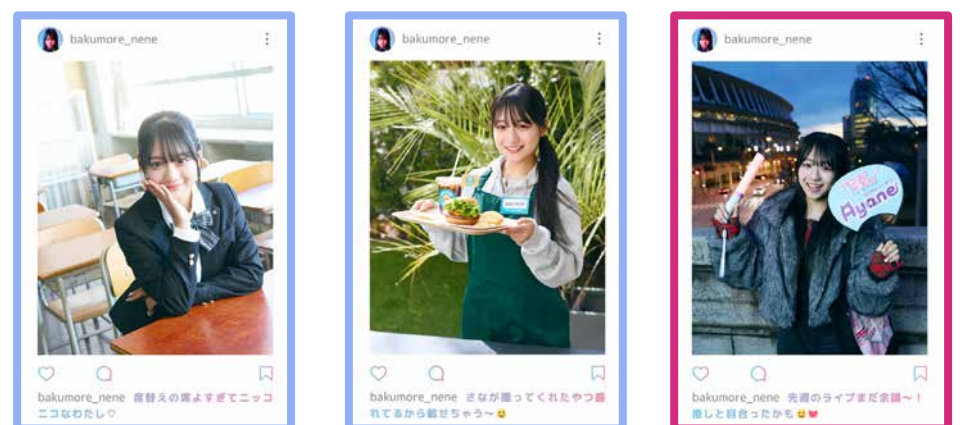 bakumore_nene
bakumore_nene 席替えの席よすぎてニッコ
ニコなわたし♡
bakumore_nene
bakumore_nene さなが撮ってくれたやつ盛
れてるから載せちゃう〜😆
bakumore_nene
Ayane
bakumore_nene 先週のライブまだ余韻〜!
推しと目合ったかも😆💓